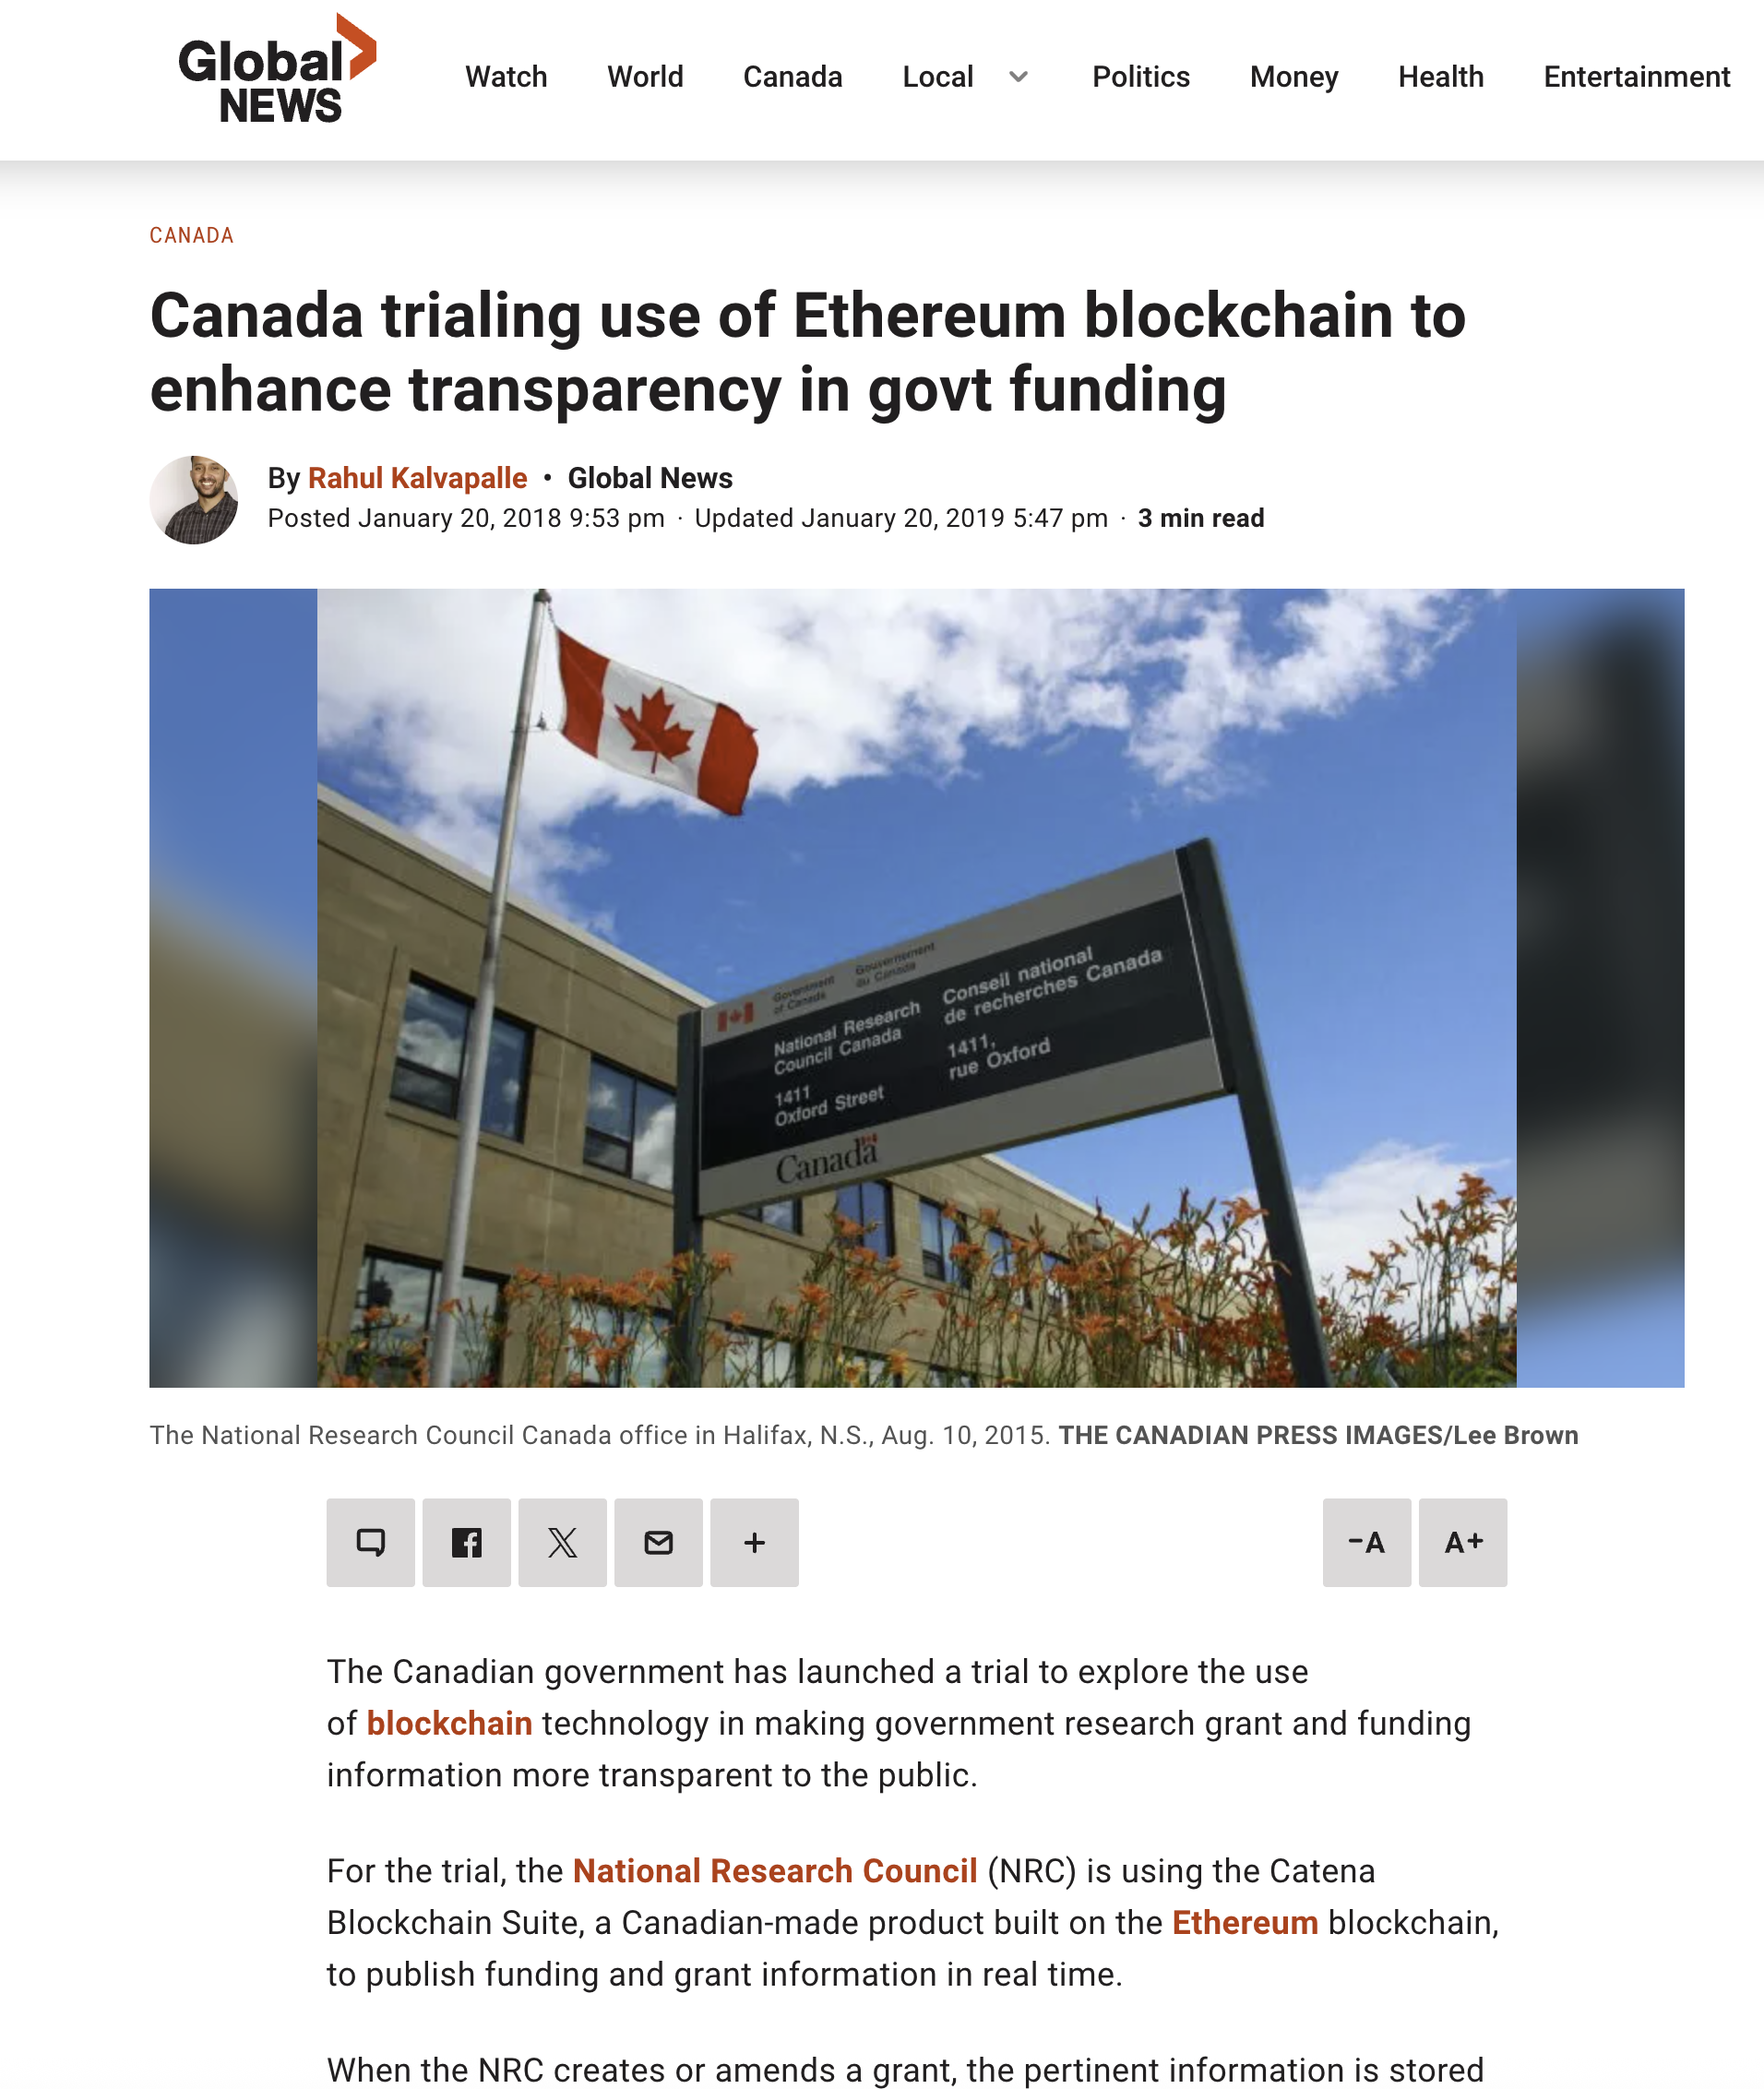 Global
NEWS
Watch World Canada Local Politics Money Health Entertainment
CANADA
Canada trialing use of Ethereum blockchain to
enhance transparency in govt funding
By Rahul Kalvapalle • Global News
Posted January 20, 2018 9:53 pm · Updated January 20, 2019 5:47 pm · 3 min read
Government
of Canada
Gouvernement
du Canada
National Research
Council Canada
1411
Oxford Street
Conseil national
de recherches Canada
1411,
rue Oxford
Canada
The National Research Council Canada office in Halifax, N.S., Aug. 10, 2015. THE CANADIAN PRESS IMAGES/Lee Brown
-A A+
The Canadian government has launched a trial to explore the use
of blockchain technology in making government research grant and funding
information more transparent to the public.
For the trial, the National Research Council (NRC) is using the Catena
Blockchain Suite, a Canadian-made product built on the Ethereum blockchain,
to publish funding and grant information in real time.
When the NRC creates or amends a grant, the pertinent information is stored